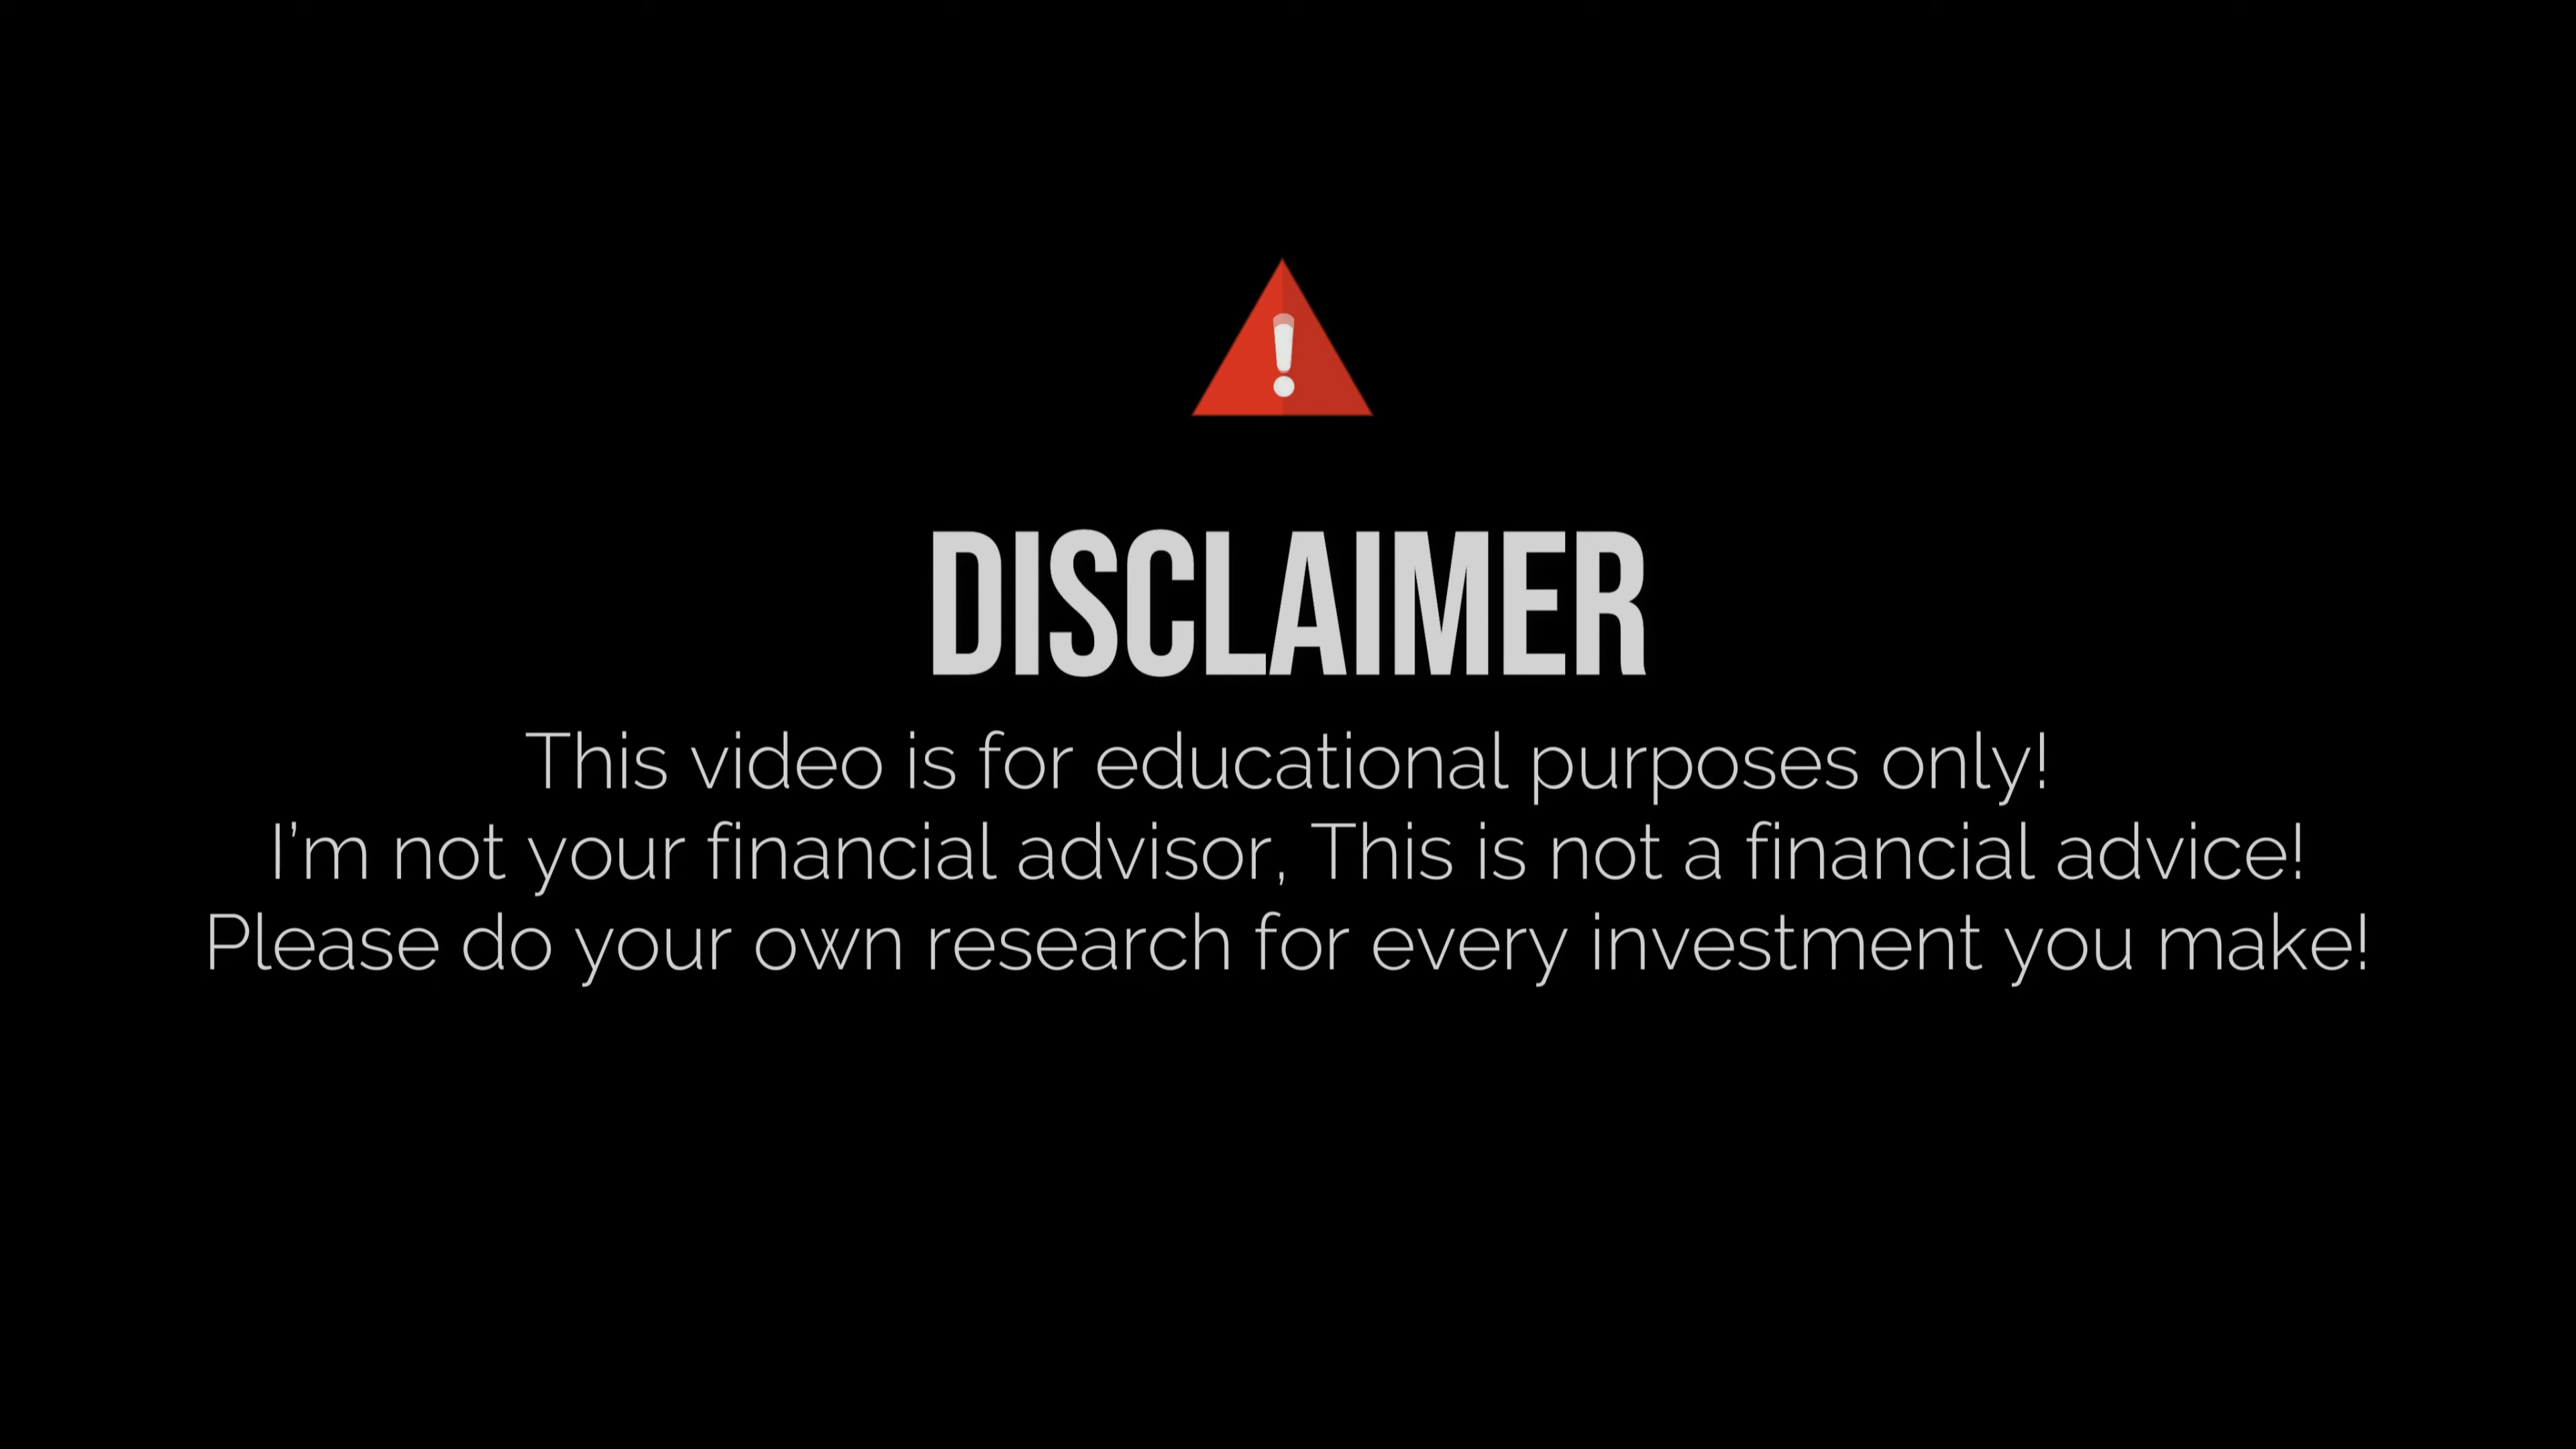 DISCLAIMER
This video is for educational purposes only!
I'm not your financial advisor, This is not a financial advice!
Please do your own research for every investment you make!